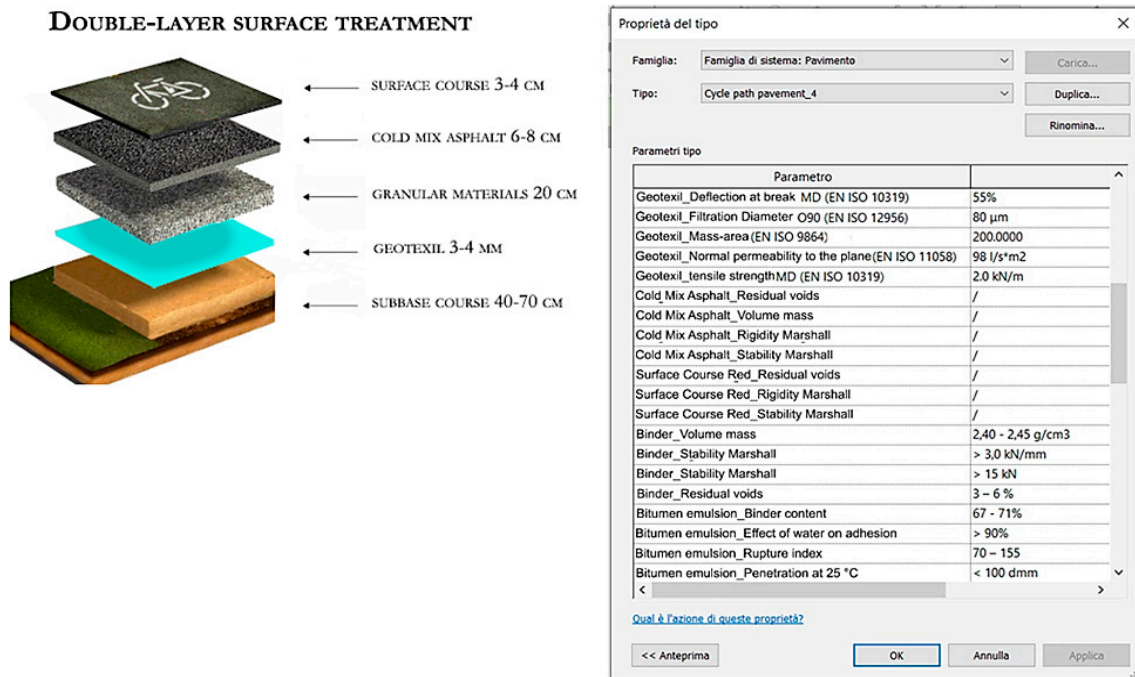 DOUBLE-LAYER SURFACE TREATMENT
SURFACE COURSE 3-4 CM
COLD MIX ASPHALT 6-8 CM
GRANULAR MATERIALS 20 CM
GEOTEXIL 3-4 MM
SUBBASE COURSE 40-70 CM
Proprietà del tipo
Famiglia: Famiglia di sistema: Pavimento Carica...
Tipo: Cycle path pavement_4 Duplica...
Rinomina...
Parametri tipo
Parametro
Geotexil_Deflection at break MD (EN ISO 10319) 55%
Geotexil_Filtration Diameter O90 (EN ISO 12956) 80 µm
Geotexil_Mass-area (EN ISO 9864) 200.0000
Geotexil_Normal permeability to the plane(EN ISO 11058) 98 l/s*m2
Geotexil_tensile strengthMD (EN ISO 10319) 2.0 kN/m
Cold Mix Asphalt_Residual voids /
Cold Mix Asphalt_Volume mass /
Cold Mix Asphalt_Rigidity Marshall /
Cold Mix Asphalt_Stability Marshall /
Surface Course Red_Residual voids /
Surface Course Red_Rigidity Marshall /
Surface Course Red_Stability Marshall /
Binder_Volume mass 2,40 - 2,45 g/cm3
Binder_Stability Marshall > 3,0 kN/mm
Binder_Stability Marshall > 15 kN
Binder_Residual voids 3 – 6 %
Bitumen emulsion_Binder content 67 - 71%
Bitumen emulsion_Effect of water on adhesion > 90%
Bitumen emulsion_Rupture index 70 – 155
Bitumen emulsion_Penetration at 25 °C < 100 dmm
Qual è l'azione di queste proprietà?
<< Anteprima OK Annulla Applica